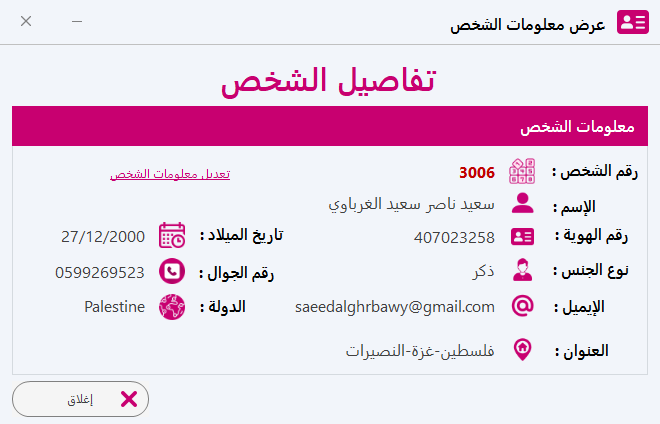 عرض معلومات الشخص
تفاصيل الشخص
معلومات الشخص
رقم الشخص : 3006 تعديل معلومات الشخص
الإسم : سعيد ناصر سعيد الغرباوي
رقم الهوية : 407023258 تاريخ الميلاد : 27/12/2000
نوع الجنس : ذكر رقم الجوال : 0599269523
الإيميل : saeedalghrbawy@gmail.com الدولة : Palestine
العنوان : فلسطين-غزة-النصيرات
إغلاق